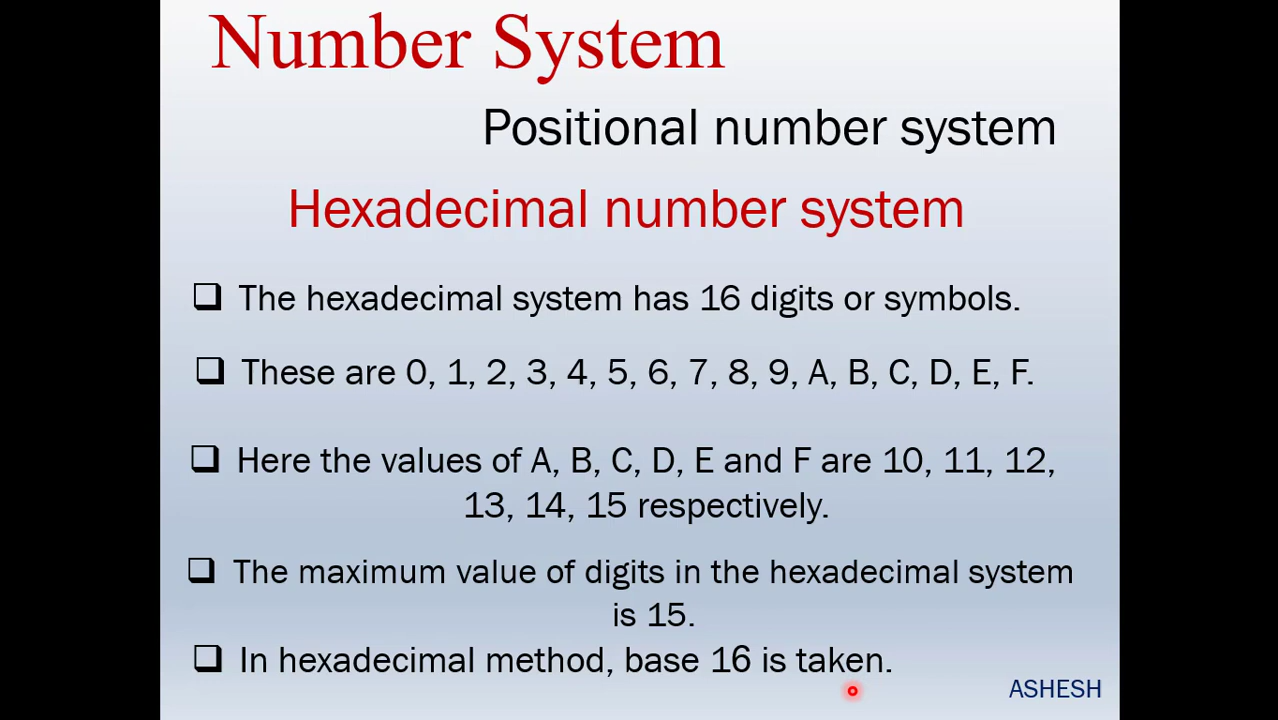 Number System
Positional number system
Hexadecimal number system
The hexadecimal system has 16 digits or symbols.
These are 0, 1, 2, 3, 4, 5, 6, 7, 8, 9, A, B, C, D, E, F.
Here the values of A, B, C, D, E and F are 10, 11, 12,
13, 14, 15 respectively.
The maximum value of digits in the hexadecimal system
is 15.
In hexadecimal method, base 16 is taken.
ASHESH